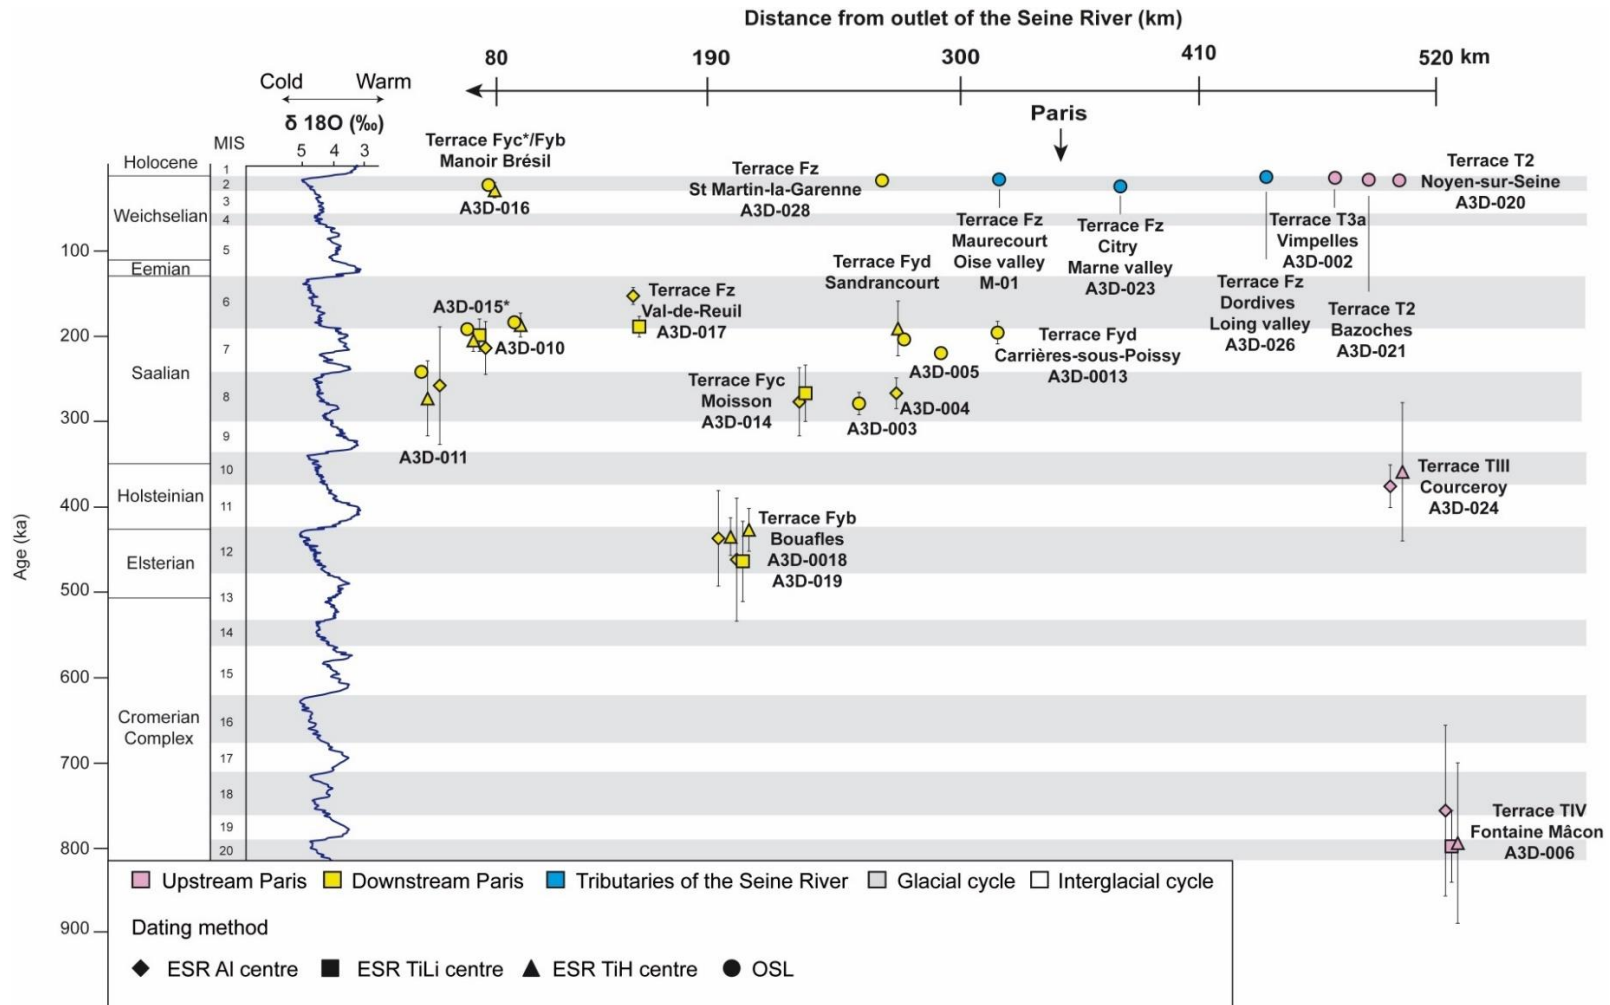 Distance from outlet of the Seine River (km)
80
190
300
410
520 km
Cold
Warm
Paris
δ 18O (‰)
MIS
5
4
3
Holocene
Weichselian
Eemian
Saalian
Holsteinian
Elsterian
Cromerian
Complex
1
2
3
4
5
6
7
8
9
10
11
12
13
14
15
16
17
18
19
20
Age (ka)
100
200
300
400
500
600
700
800
900
Terrace Fyc*/Fyb
Manoir Brésil
A3D-016
A3D-015*
A3D-010
A3D-011
Terrace Fz
Val-de-Reuil
A3D-017
Terrace Fz
St Martin-la-Garenne
A3D-028
Terrace Fyd
Sandrancourt
A3D-005
A3D-004
A3D-003
Terrace Fyc
Moisson
A3D-014
Terrace Fyb
Bouafles
A3D-0018
A3D-019
Terrace Fz
Maurecourt
Oise valley
M-01
Terrace Fyd
Carrières-sous-Poissy
A3D-0013
Terrace Fz
Citry
Marne valley
A3D-023
Terrace Fz
Dordives
Loing valley
A3D-026
Terrace T3a
Vimpelles
A3D-002
Terrace T2
Bazoches
A3D-021
Terrace T2
Noyen-sur-Seine
A3D-020
Terrace TIII
Courceroy
A3D-024
Terrace TIV
Fontaine Mâcon
A3D-006
Upstream Paris
Downstream Paris
Tributaries of the Seine River
Glacial cycle
Interglacial cycle
Dating method
ESR Al centre
ESR TiLi centre
ESR TiH centre
OSL